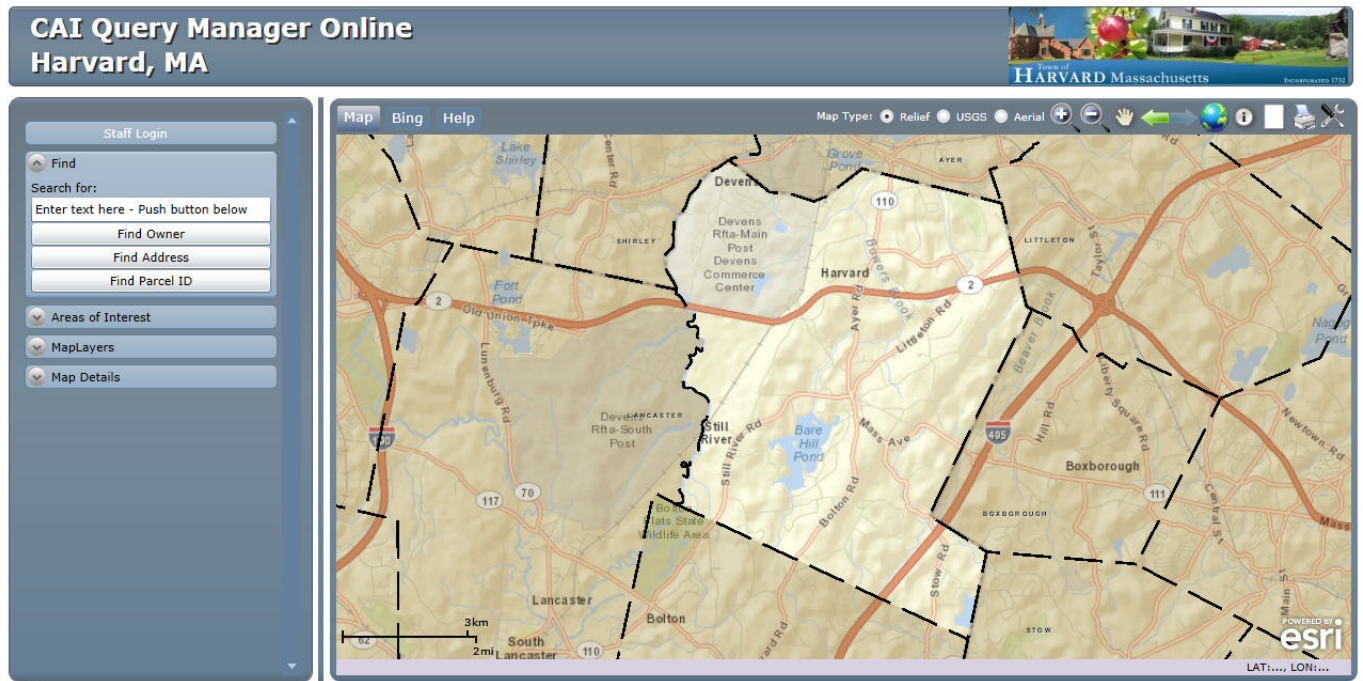 CAI Query Manager Online
Harvard, MA
Town of
HARVARD Massachusetts
INCORPORATED 1732
Staff Login
Find
Search for:
Enter text here - Push button below
Find Owner
Find Address
Find Parcel ID
Areas of Interest
MapLayers
Map Details
Map Bing Help
Map Type: Relief USGS Aerial
Lake
Shirley
enter Rd
Grove
Pond
AYER
Rd
Devens
110
Devens
Rfta-Main
Post
Devens
Commerce
Center
SHIRLEY
LITTLETON
Taylor St
Bowers Brook
Harvard
Fort
Pond
2
2
Old-Union-Tpke
Ayer Rd
Littleton Rd
Beaver Brook
Nagog
Pond
Lunenburg Rd
Liberty Square Rd
Devens
LANCASTER
Rfta-South
Post
Still
River
Still River Rd
Bare
Hill
Pond
Mass Ave
Hill Rd
Newtown Rd
190
495
Boxborough
117
70
111
Bolton Rd
Bolton
Flats State
Wildlife Area
BOXBOROUGH
Central St
Mass
Stow Rd
Lancaster
Bolton
3km
2mi
62
South
Lancaster
110
rvard Rd
STOW
Main St
POWERED BY
esri
LAT:..., LON:...